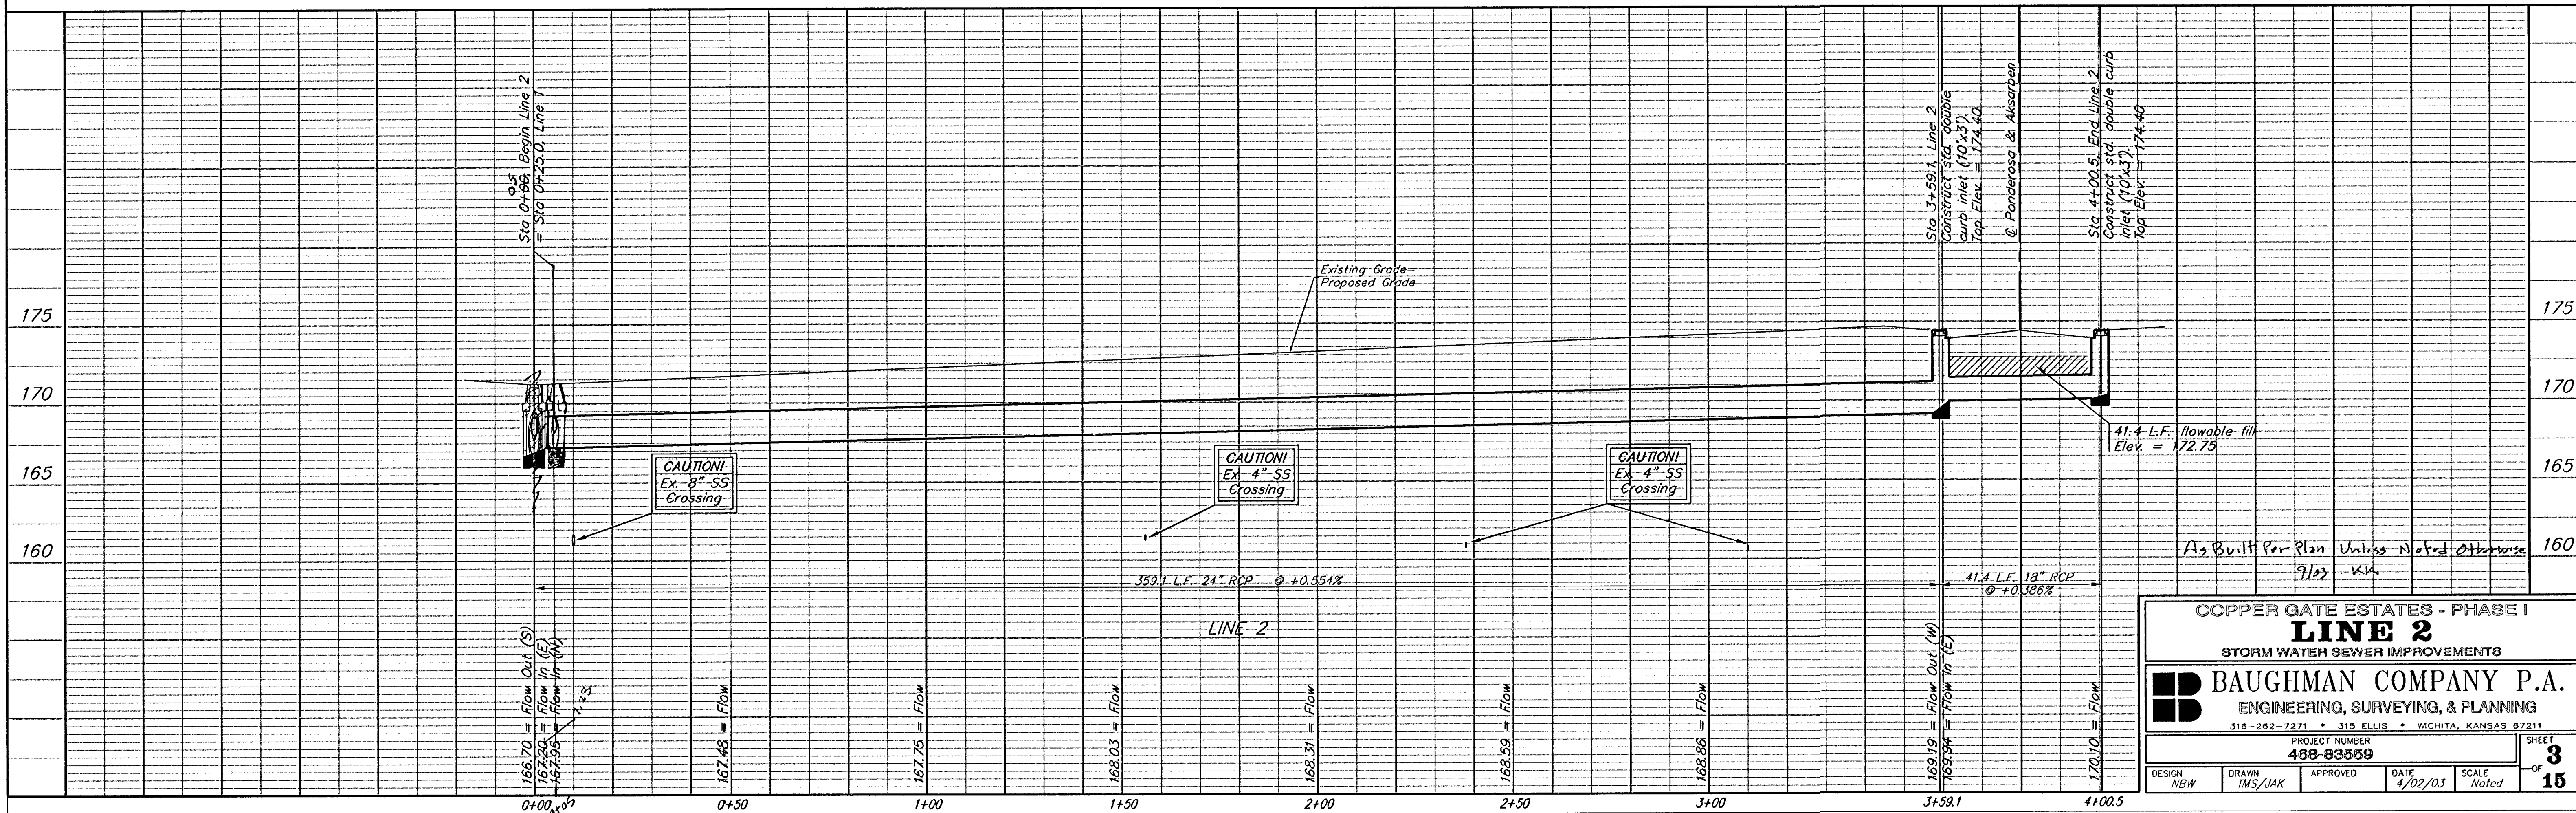 Sta 0+00, Begin Line 2
05
= Sta 0+25.0, Line 1
Sta 3+59.1, Line 2
Construct std. double
curb inlet (10'x3').
Top Elev. = 174.40
℄ Ponderosa & Aksarben
Sta 4+00.5, End Line 2
Construct std. double curb
inlet (10'x3').
Top Elev. = 174.40
Existing Grade=
Proposed Grade
175
175
170
170
165
165
160
160
CAUTION!
Ex. 8" SS
Crossing
CAUTION!
Ex. 4" SS
Crossing
CAUTION!
Ex. 4" SS
Crossing
41.4 L.F. flowable fill
Elev. = 172.75
As Built Per Plan Unless Noted Otherwise
9/03 KK
359.1 L.F. 24" RCP @ +0.554%
41.4 L.F. 18" RCP
@ +0.386%
LINE 2
166.70 = Flow Out (S)
167.20 = Flow In (E)
167.95 = Flow In (N)
7.23
167.48 = Flow
167.75 = Flow
168.03 = Flow
168.31 = Flow
168.59 = Flow
168.86 = Flow
169.19 = Flow Out (W)
169.94 = Flow In (E)
170.10 = Flow
0+00
0+05
0+50
1+00
1+50
2+00
2+50
3+00
3+59.1
4+00.5
COPPER GATE ESTATES - PHASE I
LINE 2
STORM WATER SEWER IMPROVEMENTS
BAUGHMAN COMPANY P.A.
ENGINEERING, SURVEYING, & PLANNING
316-262-7271 * 315 ELLIS * WICHITA, KANSAS 67211
PROJECT NUMBER
468-83559
SHEET
3
OF
15
DESIGN
NBW
DRAWN
TMS/JAK
APPROVED
DATE
4/02/03
SCALE
Noted